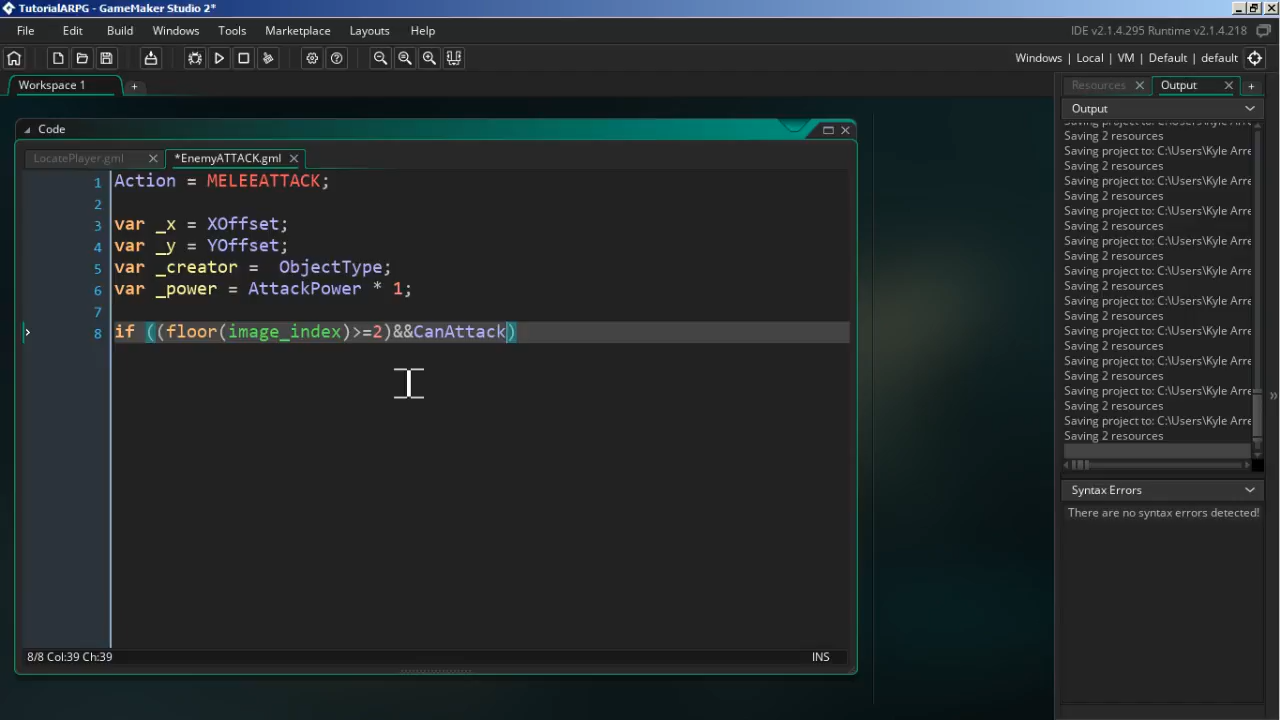 TutorialARPG - GameMaker Studio 2*
File Edit Build Windows Tools Marketplace Layouts Help
IDE v2.1.4.295 Runtime v2.1.4.218
Windows | Local | VM | Default | default
Workspace 1
Resources Output
Output
Code
LocatePlayer.gml *EnemyATTACK.gml
1 Action = MELEEATTACK;
2
3 var _x = XOffset;
4 var _y = YOffset;
5 var _creator =  ObjectType;
6 var _power = AttackPower * 1;
7
8 if ((floor(image_index)>=2)&&CanAttack)
8/8 Col:39 Ch:39
INS
Saving project to: C:\Users\Kyle Arre
Saving 2 resources
Saving project to: C:\Users\Kyle Arre
Saving 2 resources
Saving project to: C:\Users\Kyle Arre
Saving 2 resources
Saving project to: C:\Users\Kyle Arre
Saving 2 resources
Saving project to: C:\Users\Kyle Arre
Saving 2 resources
Saving project to: C:\Users\Kyle Arre
Saving 2 resources
Saving project to: C:\Users\Kyle Arre
Saving 2 resources
Saving project to: C:\Users\Kyle Arre
Saving 2 resources
Saving project to: C:\Users\Kyle Arre
Saving 2 resources
Saving project to: C:\Users\Kyle Arre
Saving 2 resources
Saving project to: C:\Users\Kyle Arre
Saving 2 resources
Syntax Errors
There are no syntax errors detected!